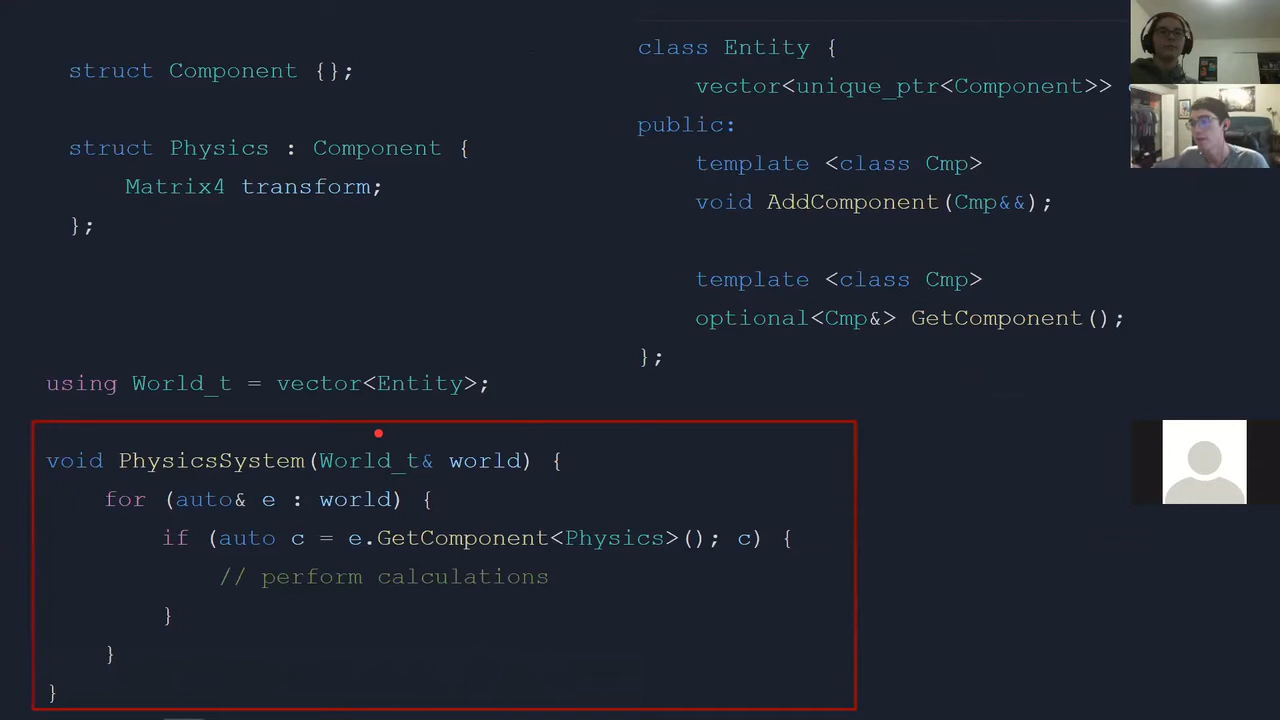 struct Component {};
struct Physics : Component {
Matrix4 transform;
};
class Entity {
vector<unique_ptr<Component>>
public:
template <class Cmp>
void AddComponent(Cmp&&);
template <class Cmp>
optional<Cmp&> GetComponent();
};
using World_t = vector<Entity>;
void PhysicsSystem(World_t& world) {
for (auto& e : world) {
if (auto c = e.GetComponent<Physics>(); c) {
// perform calculations
}
}
}